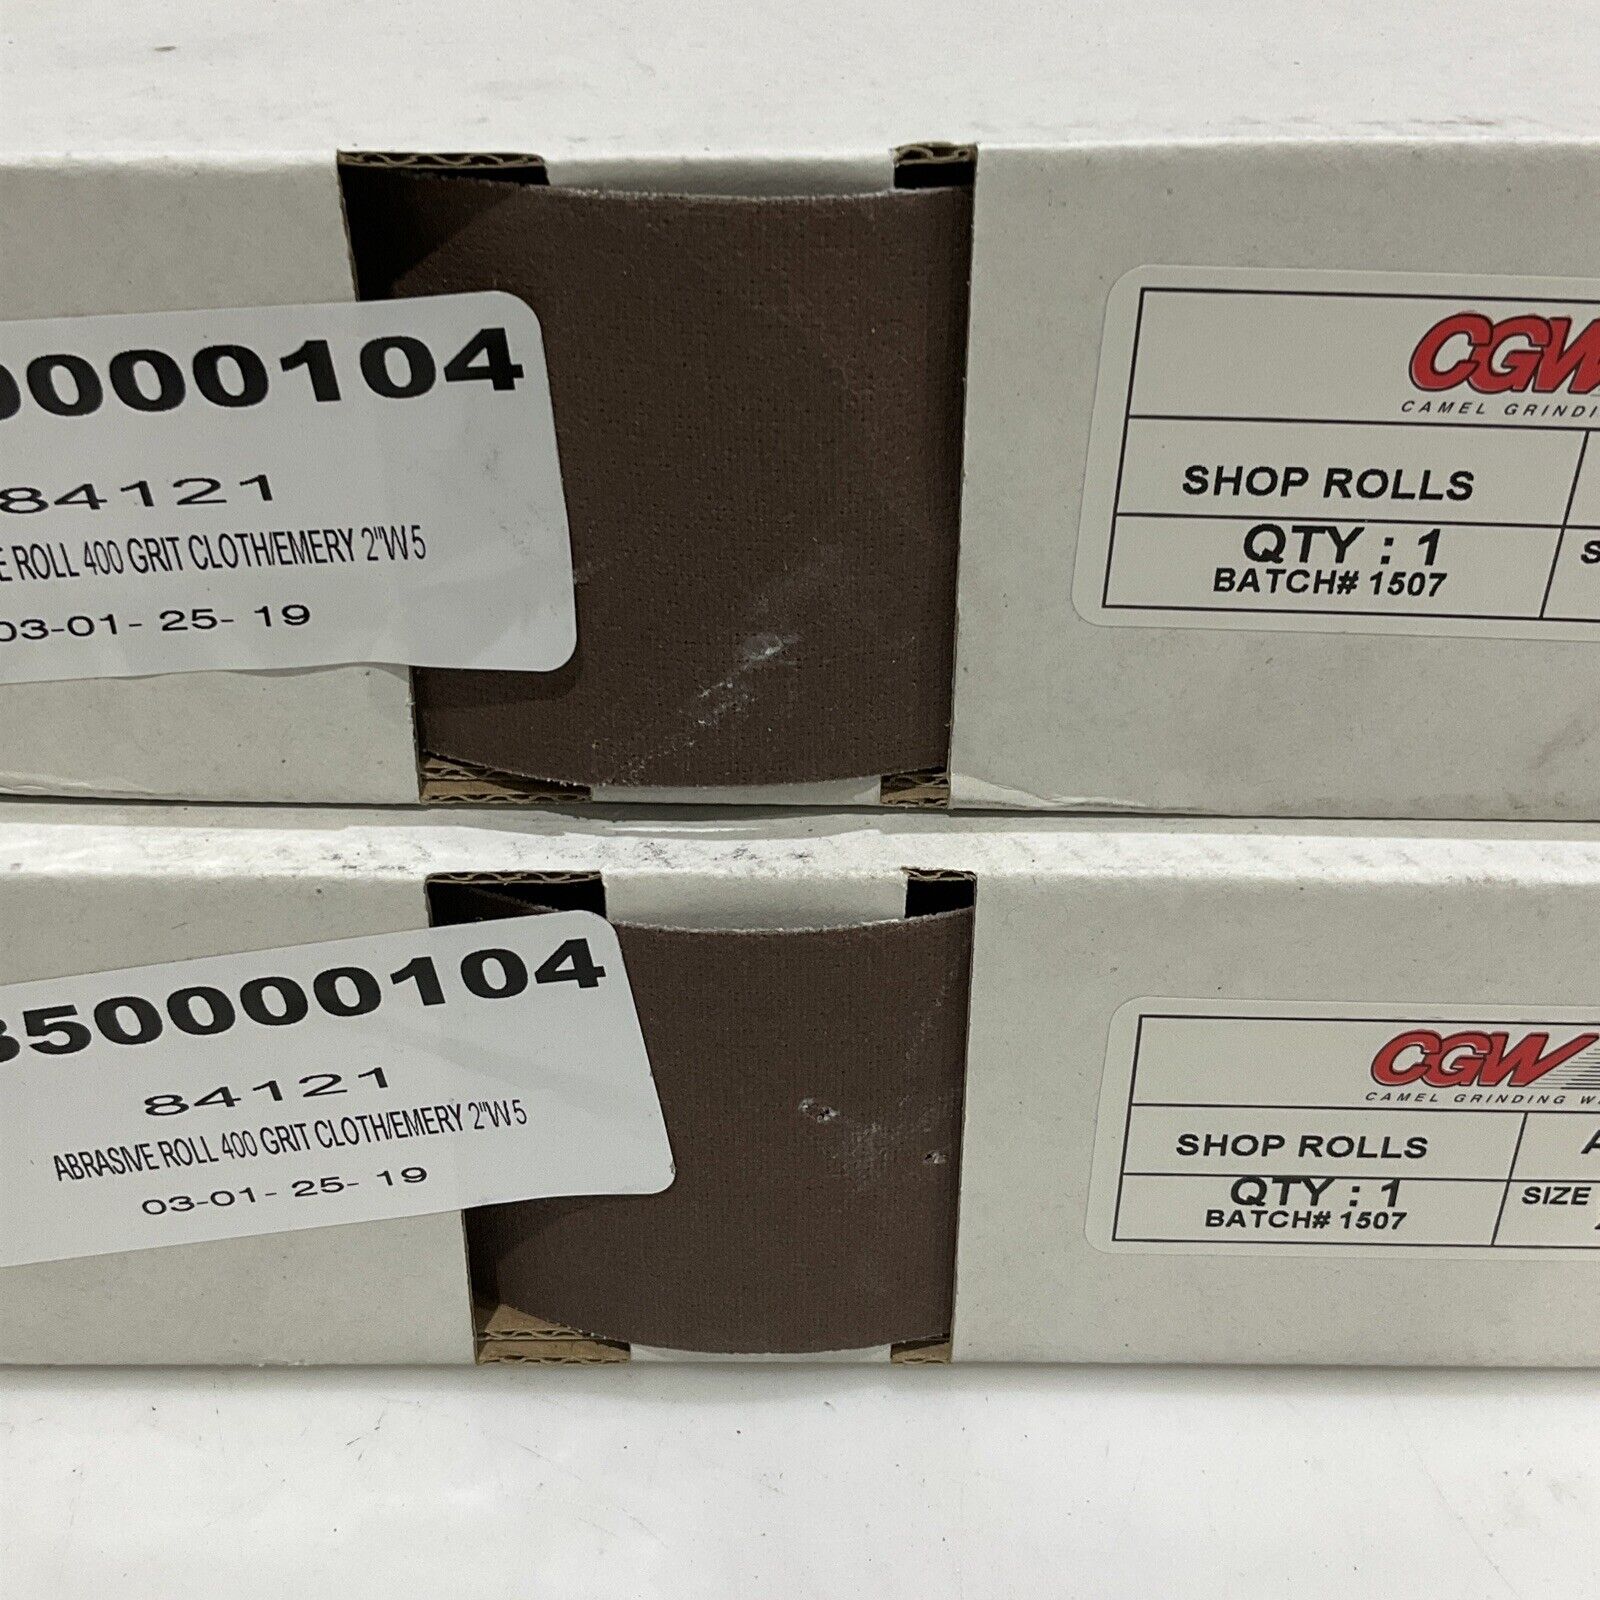 0000104
84121
E ROLL 400 GRIT CLOTH/EMERY 2"W 5
03-01- 25- 19
CGW
CAMEL GRINDI
SHOP ROLLS
QTY : 1
BATCH# 1507
S
350000104
84121
ABRASIVE ROLL 400 GRIT CLOTH/EMERY 2"W 5
03-01- 25- 19
CGW
CAMEL GRINDING W
SHOP ROLLS
A
QTY : 1
BATCH# 1507
SIZE